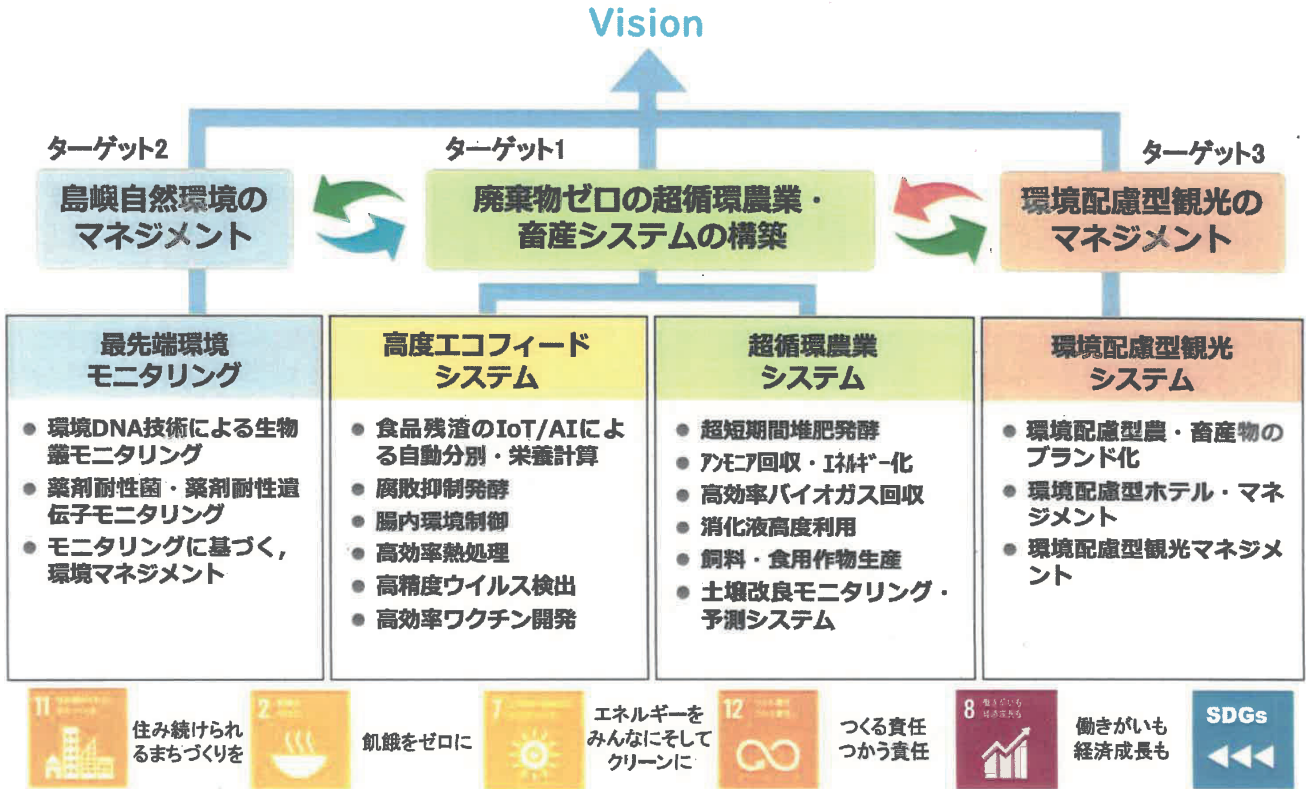 Vision
ターゲット2
ターゲット1
ターゲット3
島嶼自然環境の
マネジメント
廃棄物ゼロの超循環農業・
畜産システムの構築
環境配慮型観光の
マネジメント
最先端環境
モニタリング
● 環境DNA技術による生物
叢モニタリング
● 薬剤耐性菌・薬剤耐性遺
伝子モニタリング
● モニタリングに基づく，
環境マネジメント
高度エコフィード
システム
● 食品残渣のIoT/AIによ
る自動分別・栄養計算
● 腐敗抑制発酵
● 腸内環境制御
● 高効率熱処理
● 高精度ウイルス検出
● 高効率ワクチン開発
超循環農業
システム
● 超短期間堆肥発酵
● ｱﾝﾓﾆｱ回収・ｴﾈﾙｷﾞｰ化
● 高効率バイオガス回収
● 消化液高度利用
● 飼料・食用作物生産
● 土壌改良モニタリング・
予測システム
環境配慮型観光
システム
● 環境配慮型農・畜産物の
ブランド化
● 環境配慮型ホテル・マネ
ジメント
● 環境配慮型観光マネジメ
ント
11
住み続けられ
るまちづくりを
2
飢餓をゼロに
7
エネルギーを
みんなにそして
クリーンに
12
つくる責任
つかう責任
8 働きがいも
経済成長も
働きがいも
経済成長も
SDGs